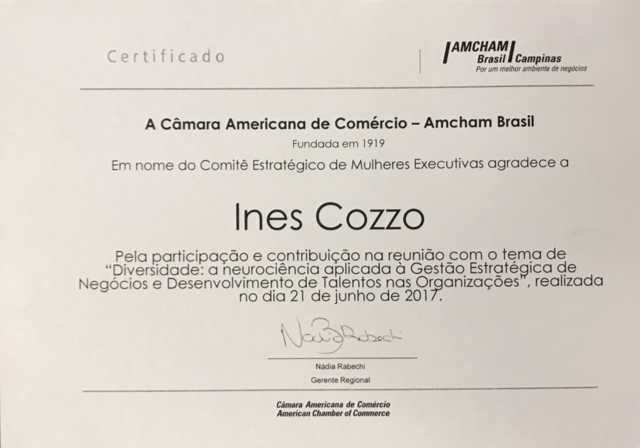 Certificado
AMCHAM
Brasil Campinas
Por um melhor ambiente de negócios
A Câmara Americana de Comércio – Amcham Brasil
Fundada em 1919
Em nome do Comitê Estratégico de Mulheres Executivas agradece a
Ines Cozzo
Pela participação e contribuição na reunião com o tema de
“Diversidade: a neurociência aplicada à Gestão Estratégica de
Negócios e Desenvolvimento de Talentos nas Organizações”, realizada
no dia 21 de junho de 2017.
Nádia Rabechi
Nádia Rabechi
Gerente Regional
Câmara Americana de Comércio
American Chamber of Commerce